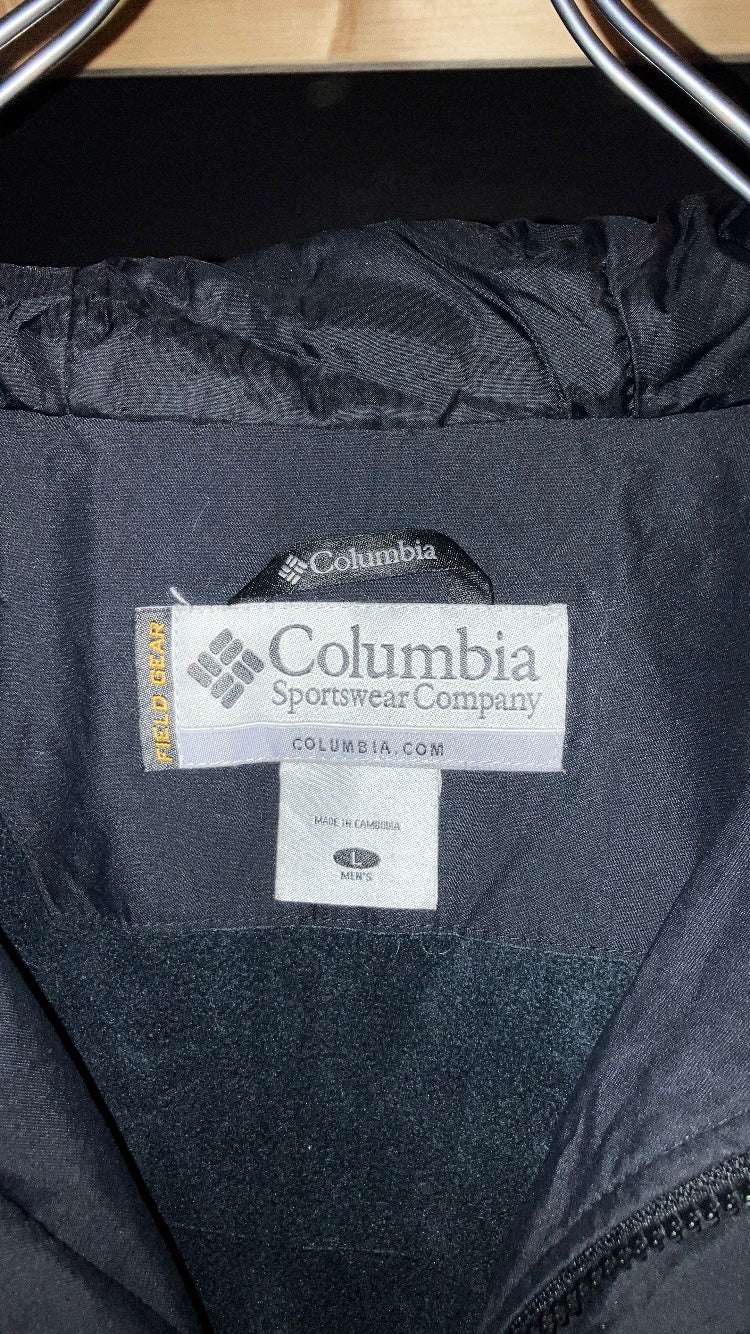 Columbia
FIELD GEAR
Columbia
Sportswear Company
COLUMBIA.COM
MADE IN CAMBODIA
L
MEN'S